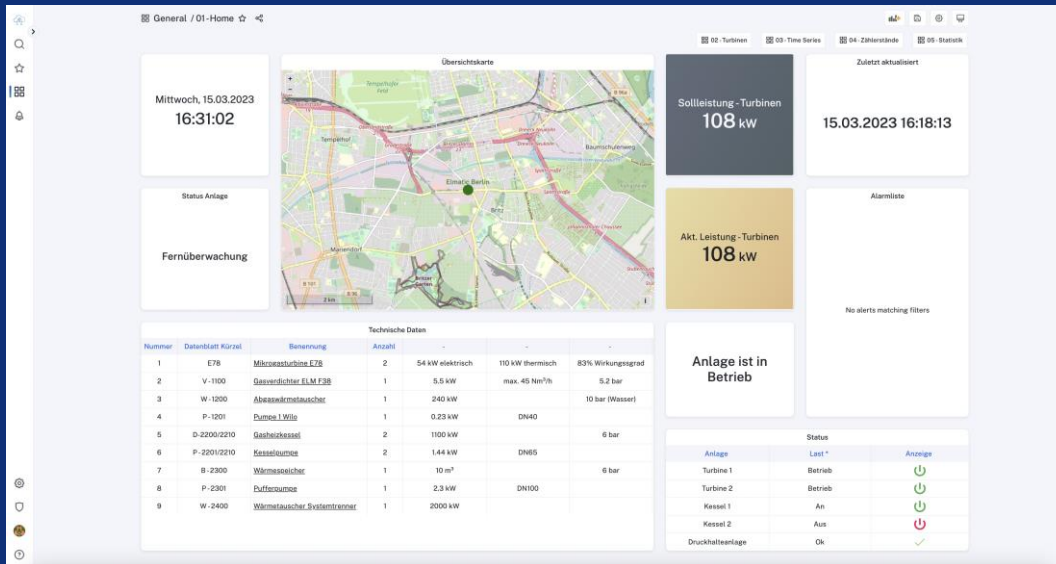 General / 01-Home
02-Turbinen
03-Time Series
04-Zählerstände
05-Statistik
Mittwoch, 15.03.2023
16:31:02
Übersichtskarte
Tempelhofer
Feld
Tempelhof
Baumschulenweg
Elmatic Berlin
Britz
Mariendorf
Britzer
Garten
B 101
B 96
B 96a
2 km
Sollleistung - Turbinen
108 kW
Zuletzt aktualisiert
15.03.2023 16:18:13
Status Anlage
Fernüberwachung
Akt. Leistung - Turbinen
108 kW
Alarmliste
No alerts matching filters
Anlage ist in
Betrieb
Technische Daten
Nummer Datenblatt Kürzel Benennung Anzahl - - -
1 E78 Mikrogasturbine E78 2 54 kW elektrisch 110 kW thermisch 83% Wirkungssgrad
2 V-1100 Gasverdichter ELM F38 1 5.5 kW max. 45 Nm³/h 5.2 bar
3 W-1200 Abgaswärmetauscher 1 240 kW 10 bar (Wasser)
4 P-1201 Pumpe 1 Wilo 1 0.23 kW DN40
5 D-2200/2210 Gasheizkessel 2 1100 kW 6 bar
6 P-2201/2210 Kesselpumpe 2 1.44 kW DN65
7 B-2300 Wärmespeicher 1 10 m³ 6 bar
8 P-2301 Pufferpumpe 1 2.3 kW DN100
9 W-2400 Wärmetauscher Systemtrenner 1 2000 kW
Status
Anlage Last Anzeige
Turbine 1 Betrieb
Turbine 2 Betrieb
Kessel 1 An
Kessel 2 Aus
Druckhalteanlage Ok